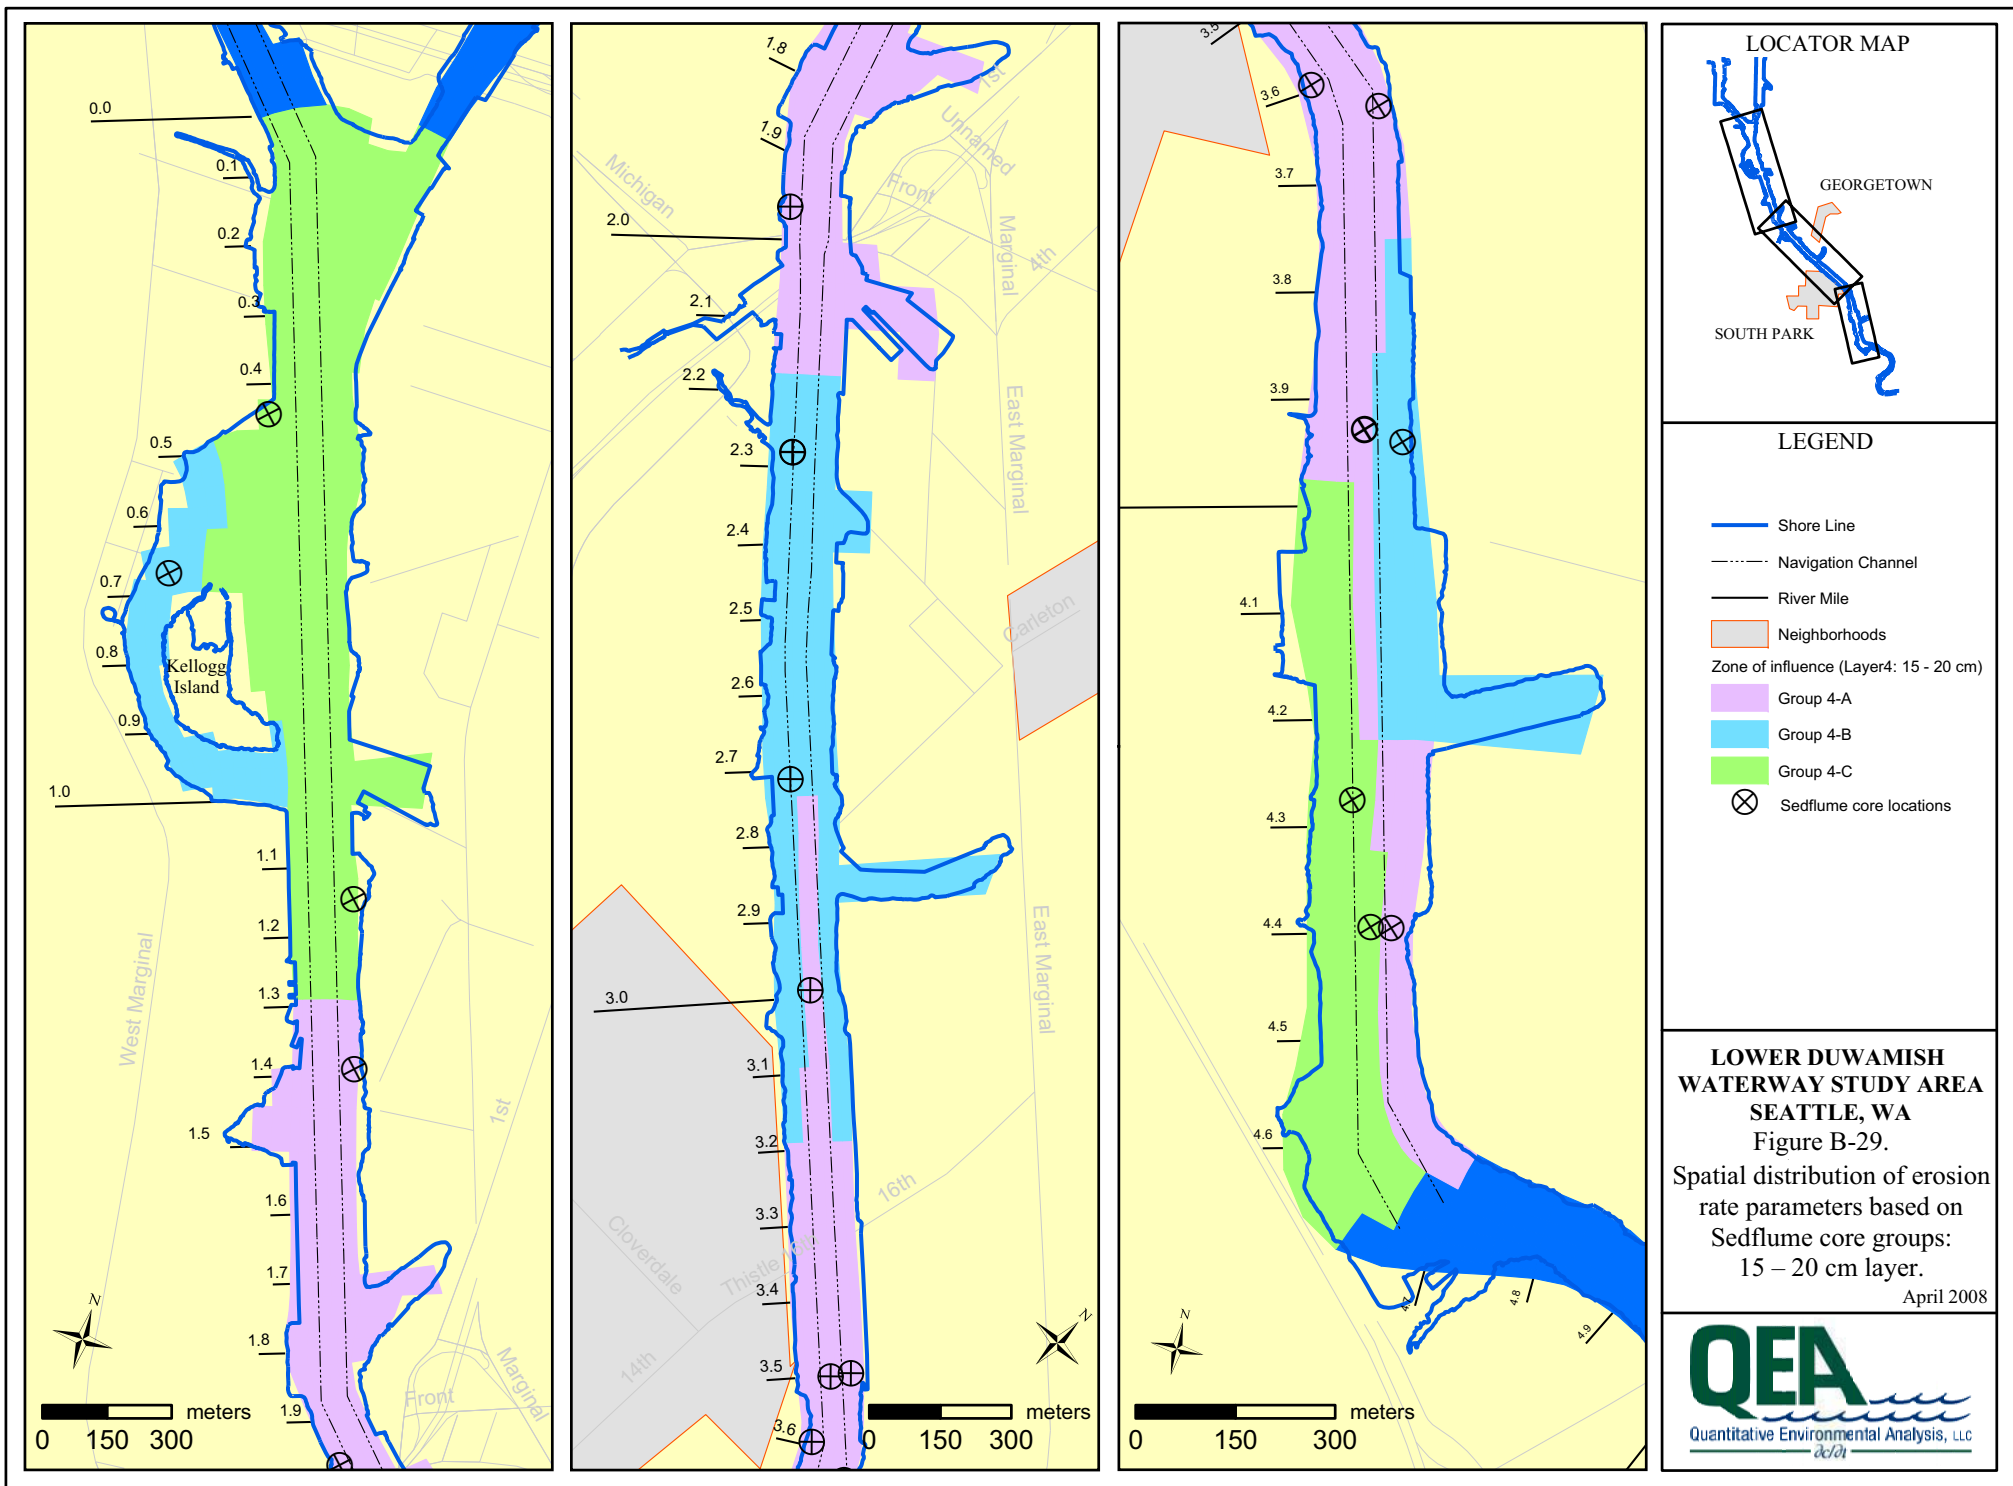 0.0
0.1
0.2
0.3
0.4
0.5
0.6
0.7
0.8
0.9
1.0
1.1
1.2
1.3
1.4
1.5
1.6
1.7
1.8
1.9
Kellogg
Island
West Marginal
1st
Front
Marginal
N
meters
0 150 300
1.8
1.9
2.0
2.1
2.2
2.3
2.4
2.5
2.6
2.7
2.8
2.9
3.0
3.1
3.2
3.3
3.4
3.5
3.6
Michigan
1st
Unnamed
Front
Marginal
4th
East Marginal
Carleton
East Marginal
16th
Cloverdale
Thistle 16th
14th
N
meters
0 150 300
3.5
3.6
3.7
3.8
3.9
4.1
4.2
4.3
4.4
4.5
4.6
4.7
4.8
4.9
N
meters
0 150 300
LOCATOR MAP
GEORGETOWN
SOUTH PARK
LEGEND
Shore Line
Navigation Channel
River Mile
Neighborhoods
Zone of influence (Layer4: 15 - 20 cm)
Group 4-A
Group 4-B
Group 4-C
Sedflume core locations
LOWER DUWAMISH
WATERWAY STUDY AREA
SEATTLE, WA
Figure B-29.
Spatial distribution of erosion
rate parameters based on
Sedflume core groups:
15 – 20 cm layer.
April 2008
QEA
Quantitative Environmental Analysis, LLC
∂c/∂t